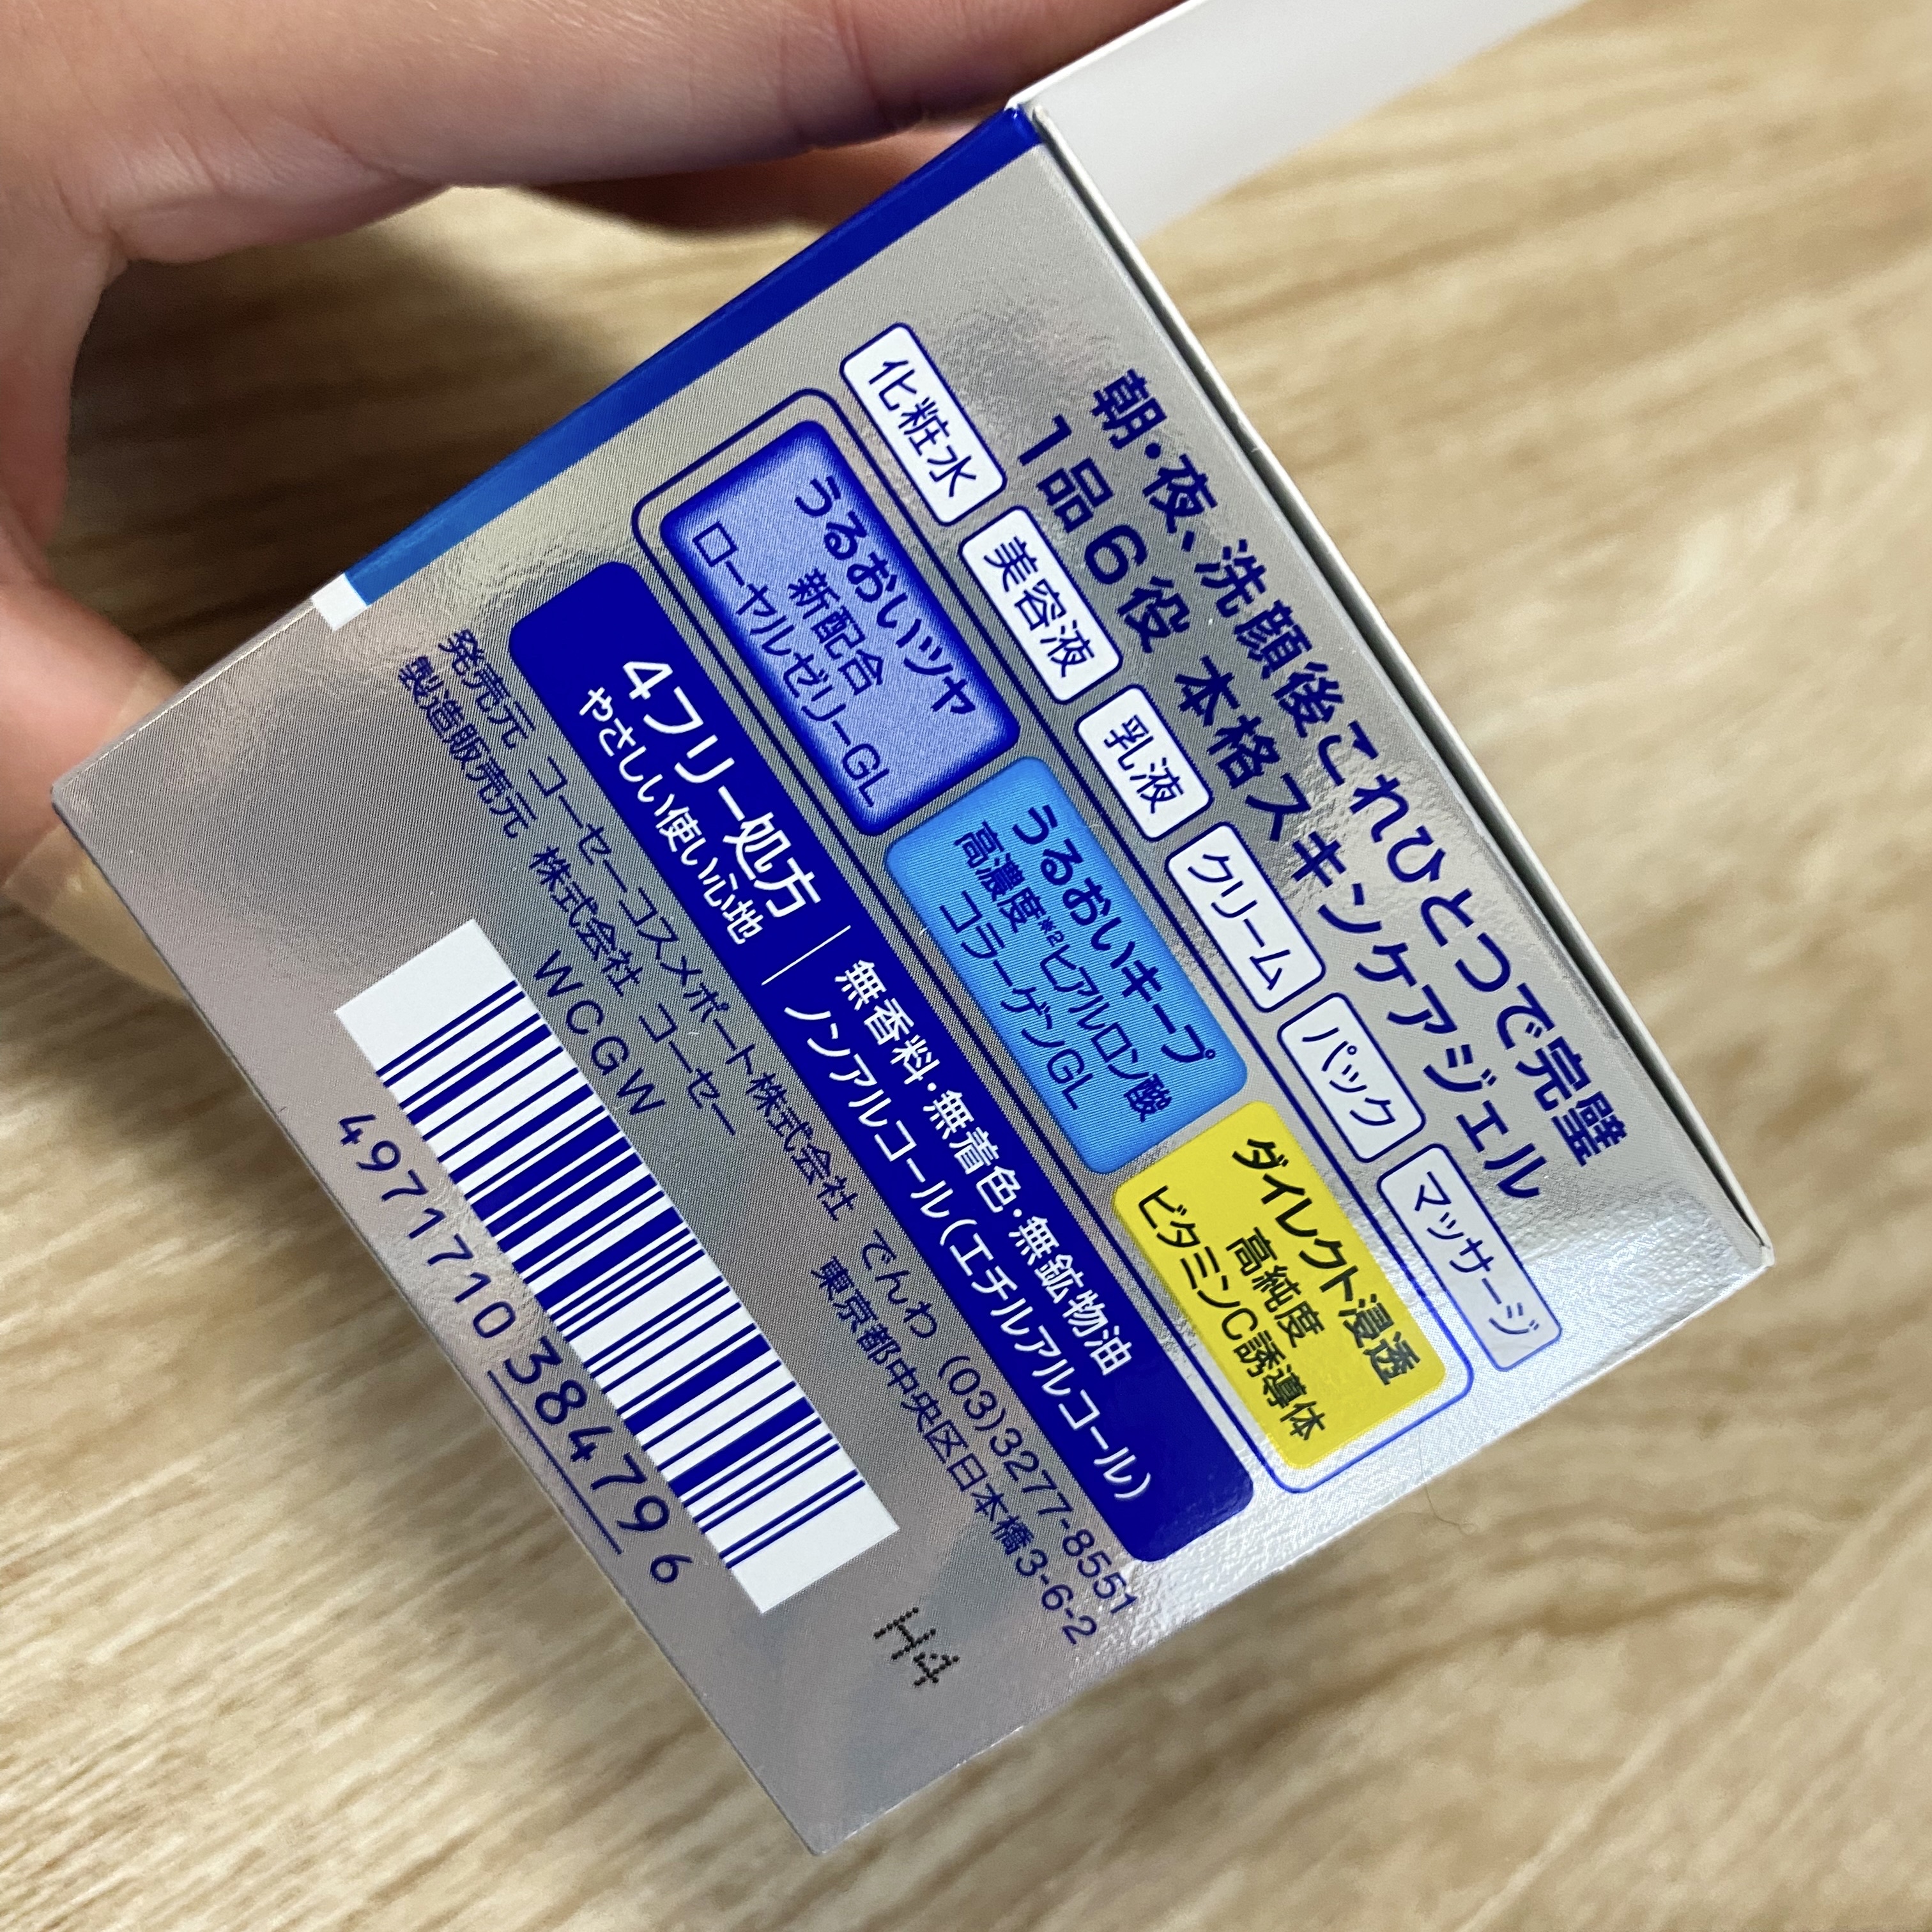 朝・夜、洗顔後これひとつで完璧
1品6役 本格スキンケアジェル
化粧水 美容液 乳液 クリーム パック マッサージ
うるおいツヤ
新配合
ローヤルゼリーGL
うるおいキープ
高濃度※2ヒアルロン酸
コラーゲンGL
ダイレクト浸透
高純度
ビタミンC誘導体
4フリー処方
やさしい使い心地
無香料・無着色・無鉱物油
ノンアルコール(エチルアルコール)
発売元 コーセーコスメポート株式会社 でんわ (03)3277-8551
製造販売元 株式会社 コーセー 東京都中央区日本橋3-6-2
WCGW
4971710384796
H4